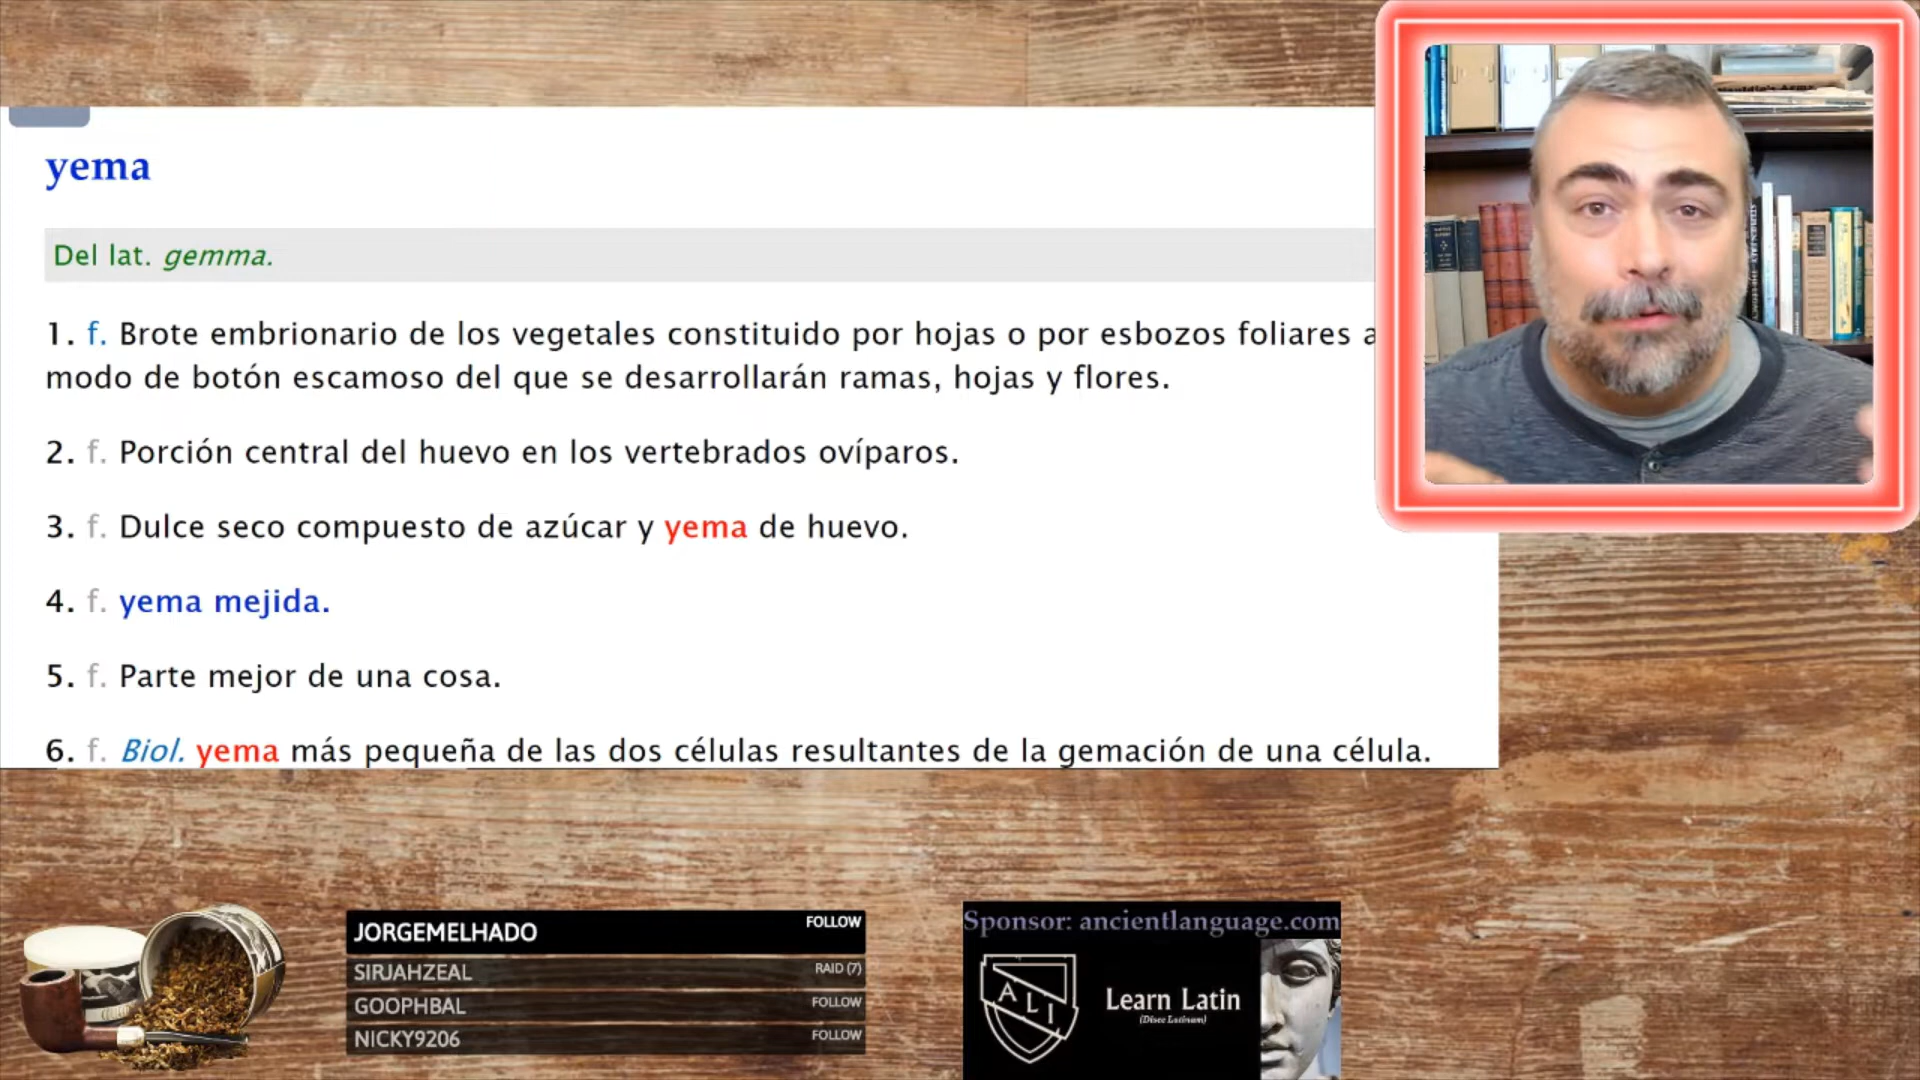 yema
Del lat. gemma.
1. f. Brote embrionario de los vegetales constituido por hojas o por esbozos foliares a
modo de botón escamoso del que se desarrollarán ramas, hojas y flores.
2. f. Porción central del huevo en los vertebrados ovíparos.
3. f. Dulce seco compuesto de azúcar y yema de huevo.
4. f. yema mejida.
5. f. Parte mejor de una cosa.
6. f. Biol. yema más pequeña de las dos células resultantes de la gemación de una célula.
JORGEMELHADO FOLLOW
SIRJAHZEAL RAID (7)
GOOPHBAL FOLLOW
NICKY9206 FOLLOW
Sponsor: ancientlanguage.com
ALI
Learn Latin
(Disce Latinam)